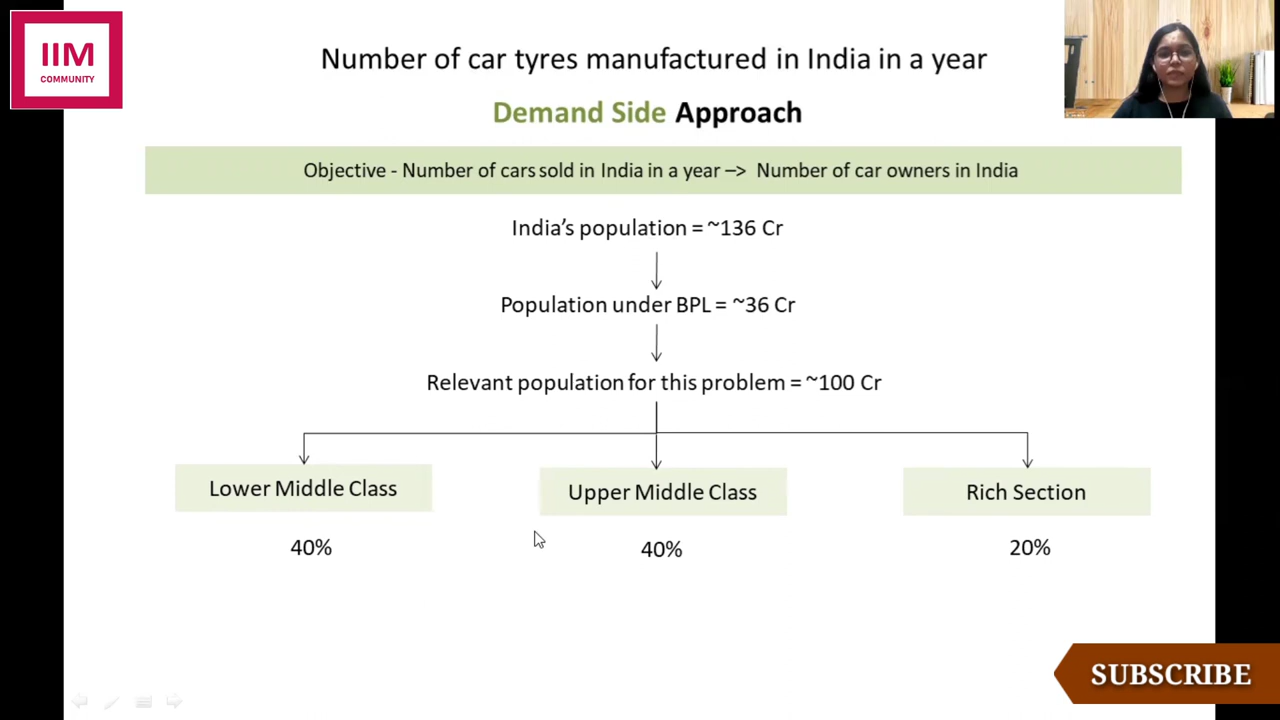 IIM
COMMUNITY
Number of car tyres manufactured in India in a year
Demand Side Approach
Objective - Number of cars sold in India in a year –> Number of car owners in India
India’s population = ~136 Cr
Population under BPL = ~36 Cr
Relevant population for this problem = ~100 Cr
Lower Middle Class
Upper Middle Class
Rich Section
40%
40%
20%
SUBSCRIBE